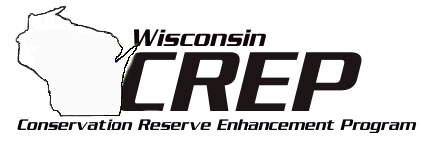 Wisconsin
CREP
Conservation Reserve Enhancement Program